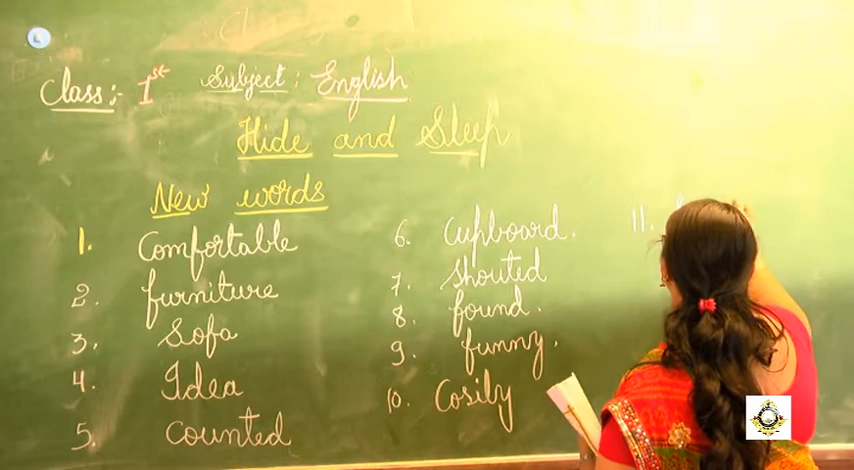 Class:- Ist Subject: English
Hide and Sleep
New words
1. Comfortable
2. furniture
3. Sofa
4. Idea
5. Counted
6. Cupboard.
7. Shouted
8. found.
9. funny.
10. Cosily
11.